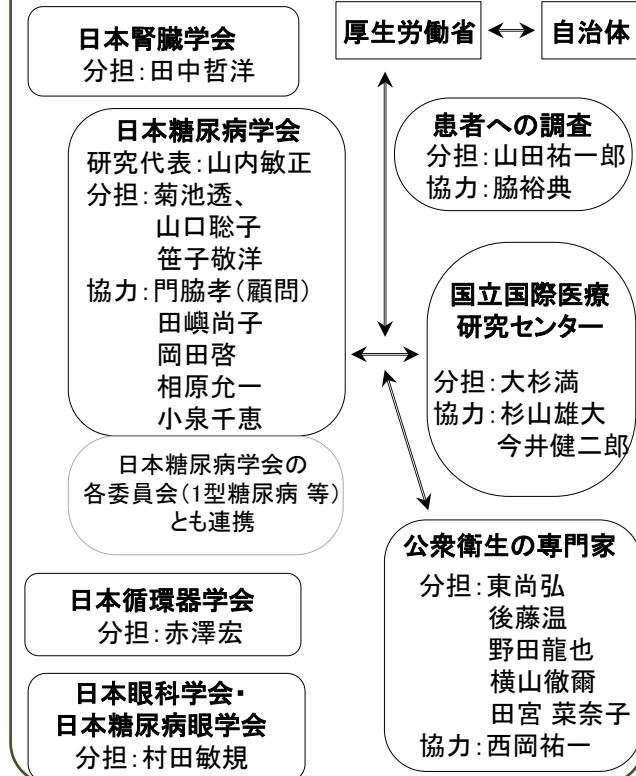 日本腎臓学会
分担:田中哲洋
厚生労働省
自治体
日本糖尿病学会
研究代表:山内敏正
分担:菊池透、
山口聡子
笹子敬洋
協力:門脇孝(顧問)
田嶼尚子
岡田啓
相原允一
小泉千恵
日本糖尿病学会の
各委員会(1型糖尿病 等)
とも連携
患者への調査
分担:山田祐一郎
協力:脇裕典
国立国際医療
研究センター
分担:大杉満
協力:杉山雄大
今井健二郎
日本循環器学会
分担:赤澤宏
日本眼科学会・
日本糖尿病眼学会
分担:村田敏規
公衆衛生の専門家
分担:東尚弘
後藤温
野田龍也
横山徹爾
田宮 菜奈子
協力:西岡祐一